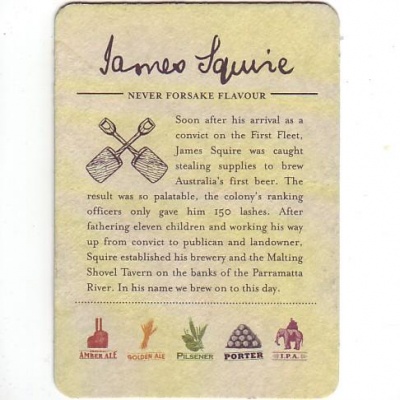 James Squire
NEVER FORSAKE FLAVOUR
Soon after his arrival as a
convict on the First Fleet,
James Squire was caught
stealing supplies to brew
Australia's first beer. The
result was so palatable, the colony's ranking
officers only gave him 150 lashes. After
fathering eleven children and working his way
up from convict to publican and landowner,
Squire established his brewery and the Malting
Shovel Tavern on the banks of the Parramatta
River. In his name we brew on to this day.
AMBER ALE GOLDEN ALE PILSENER PORTER I.P.A.